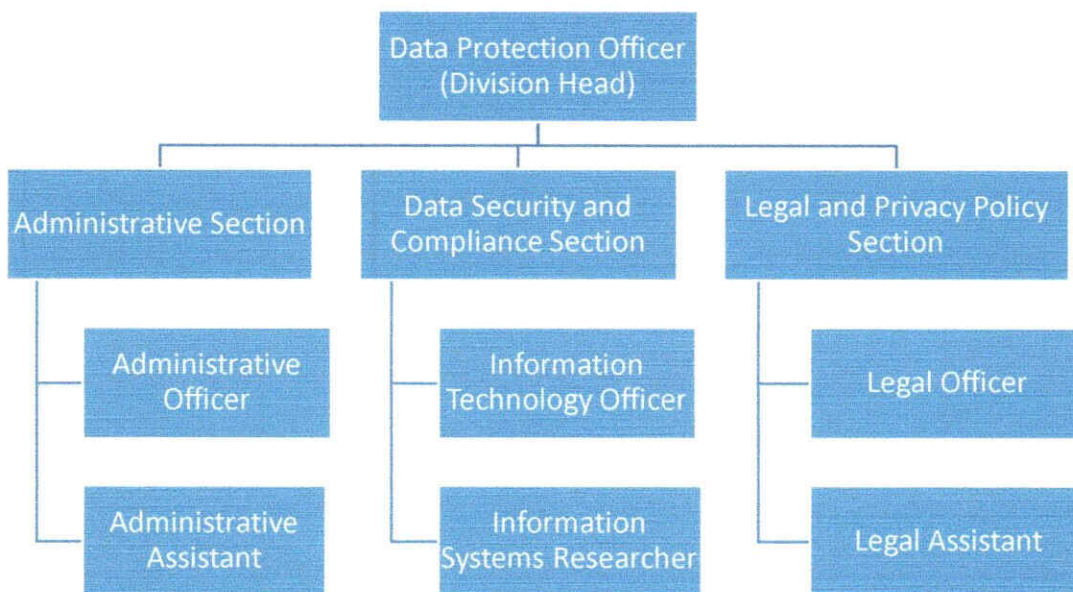 Data Protection Officer
(Division Head)
Administrative Section
Data Security and
Compliance Section
Legal and Privacy Policy
Section
Administrative
Officer
Information
Technology Officer
Legal Officer
Administrative
Assistant
Information
Systems Researcher
Legal Assistant